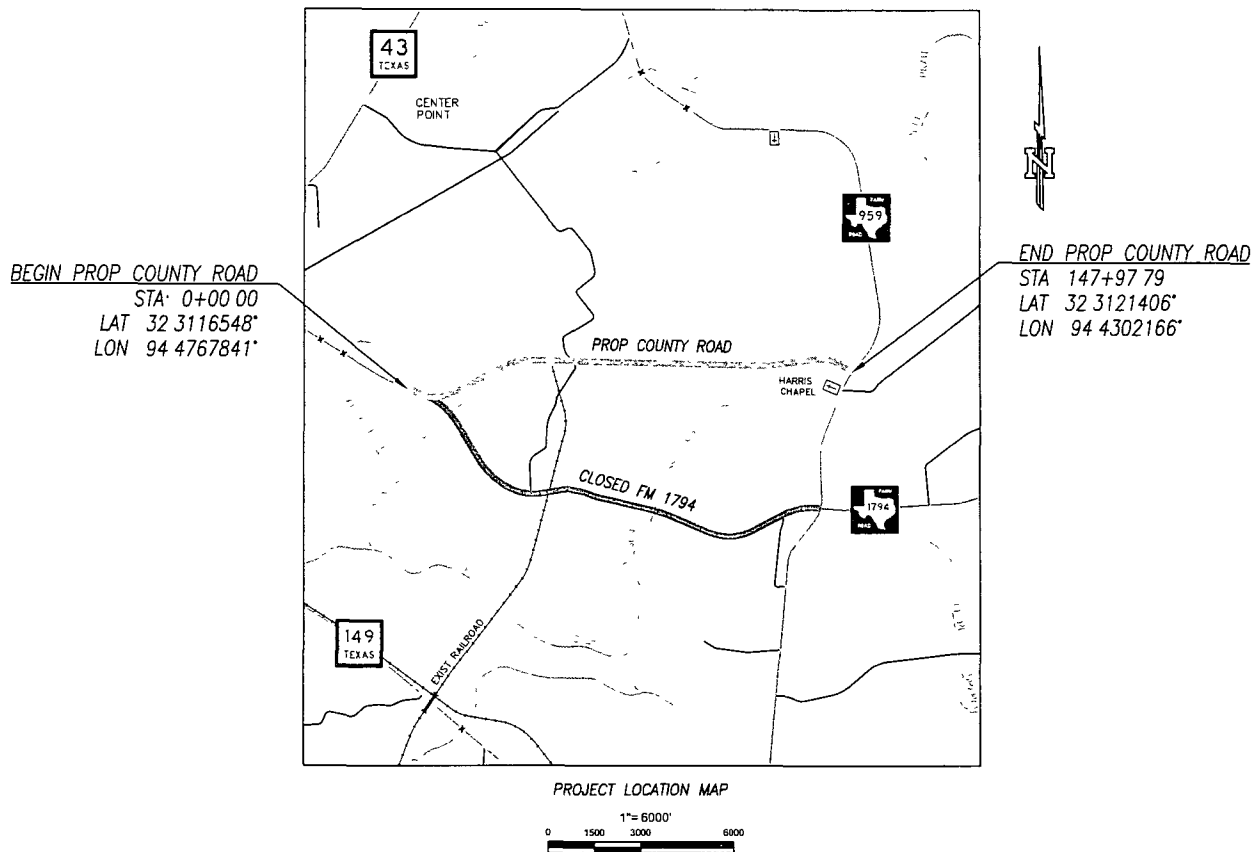 43
TEXAS
CENTER
POINT
959
BEGIN PROP COUNTY ROAD
STA· 0+00 00
LAT 32 3116548°
LON 94 4767841°
END PROP COUNTY ROAD
STA 147+97 79
LAT 32 3121406°
LON 94 4302166°
N
PROP COUNTY ROAD
HARRIS
CHAPEL
CLOSED FM 1794
1794
149
TEXAS
EXIST RAILROAD
PROJECT LOCATION MAP
1"= 6000'
0 1500 3000 6000